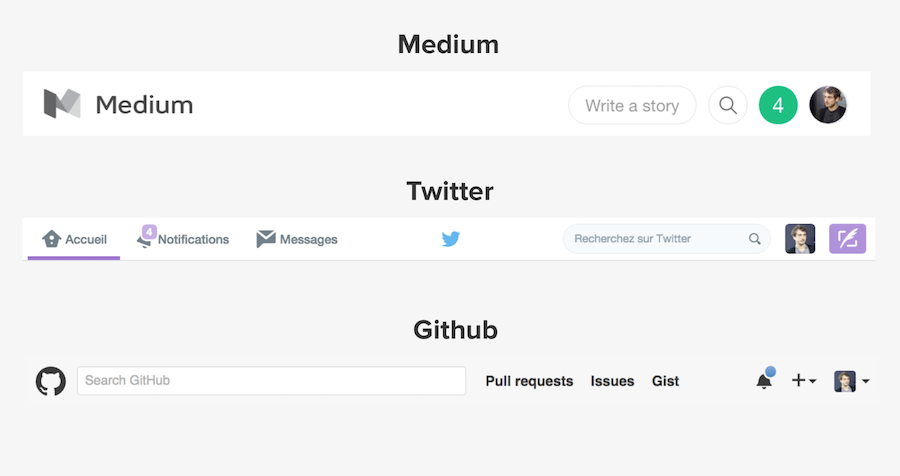 Medium
Medium Write a story 4
Twitter
Accueil 4 Notifications Messages Recherchez sur Twitter
Github
Search GitHub Pull requests Issues Gist